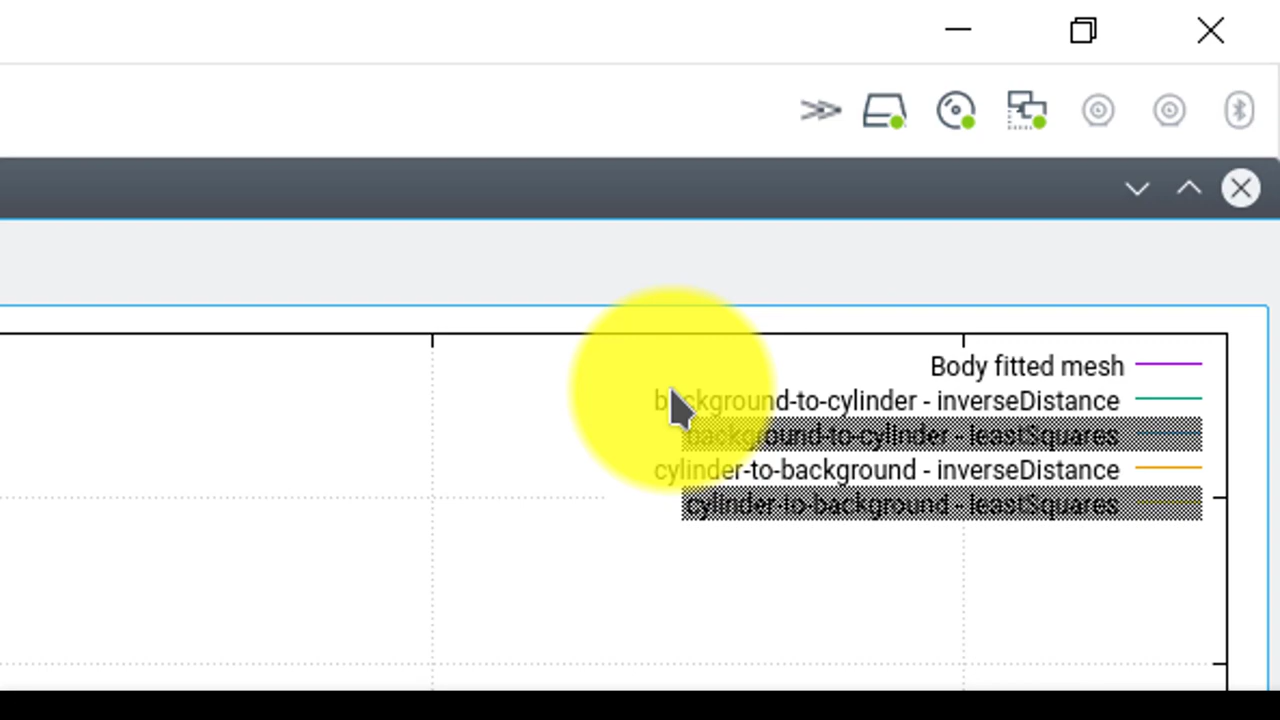 Body fitted mesh
background-to-cylinder - inverseDistance
background-to-cylinder - leastSquares
cylinder-to-background - inverseDistance
cylinder-to-background - leastSquares